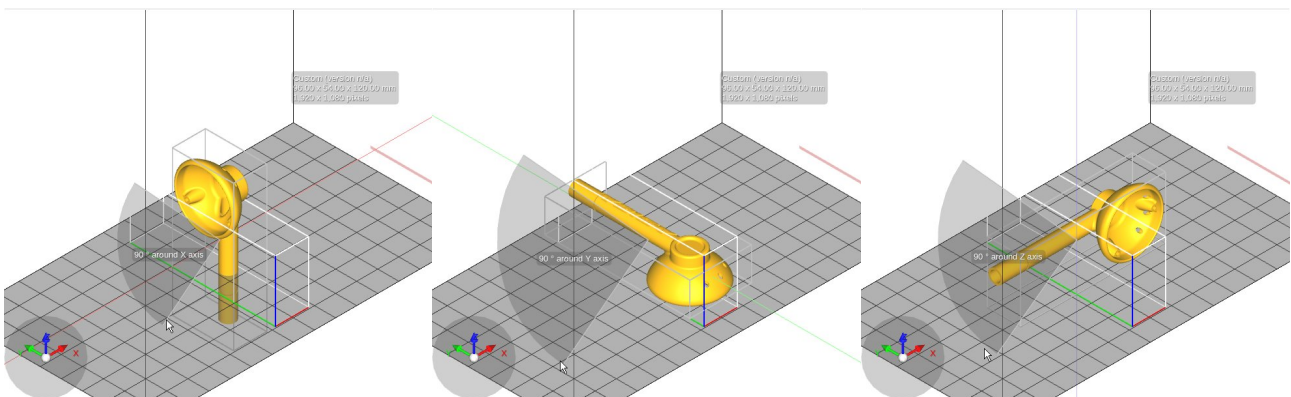 Custom (version n/a)
96.00 x 54.00 x 120.00 mm
1.920 x 1.080 pixels
90 ° around X axis
X
Custom (version n/a)
96.00 x 54.00 x 120.00 mm
1.920 x 1.080 pixels
90 ° around Y axis
X
Custom (version n/a)
96.00 x 54.00 x 120.00 mm
1.920 x 1.080 pixels
90 ° around Z axis
X